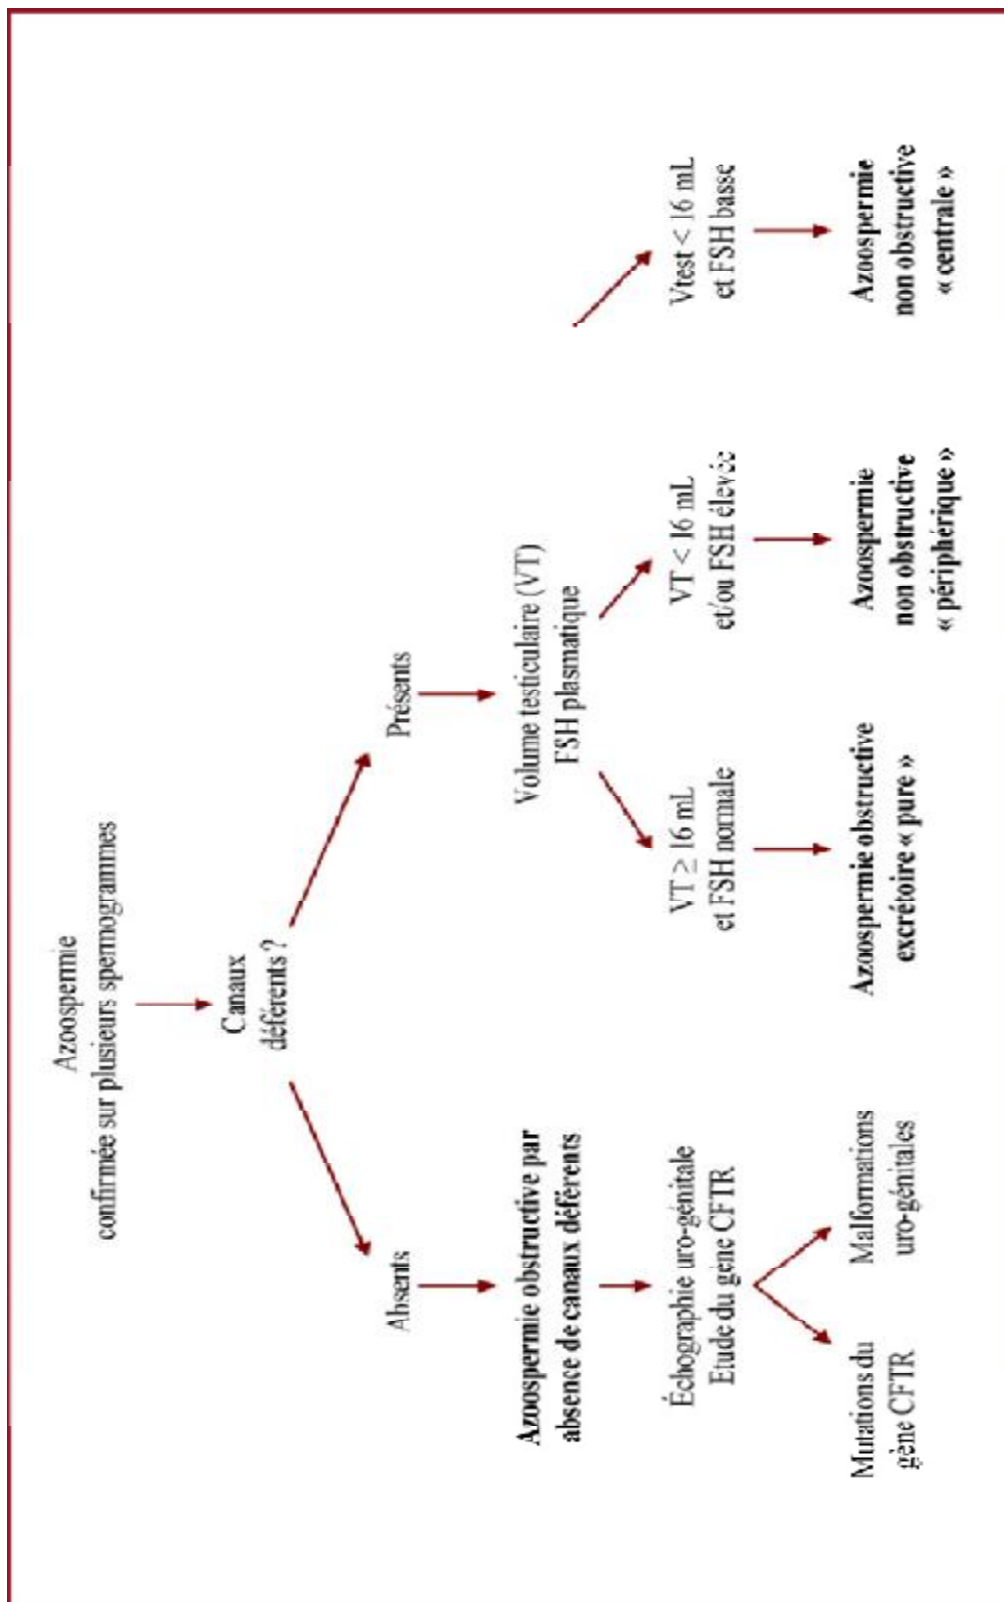 Azoospermie
confirmée sur plusieurs spermogrammes
Canaux
déférents ?
Absents
Présents
Azoospermie obstructive par
absence de canaux déférents
Volume testiculaire (VT)
FSH plasmatique
Échographie uro-génitale
Etude du gène CFTR
VT ≥ 16 mL
et FSH normale
VT < 16 mL
et/ou FSH élevée
Vtest < 16 mL
et FSH basse
Mutations du
gène CFTR
Malformations
uro-génitales
Azoospermie obstructive
excrétoire « pure »
Azoospermie
non obstructive
« périphérique »
Azoospermie
non obstructive
« centrale »